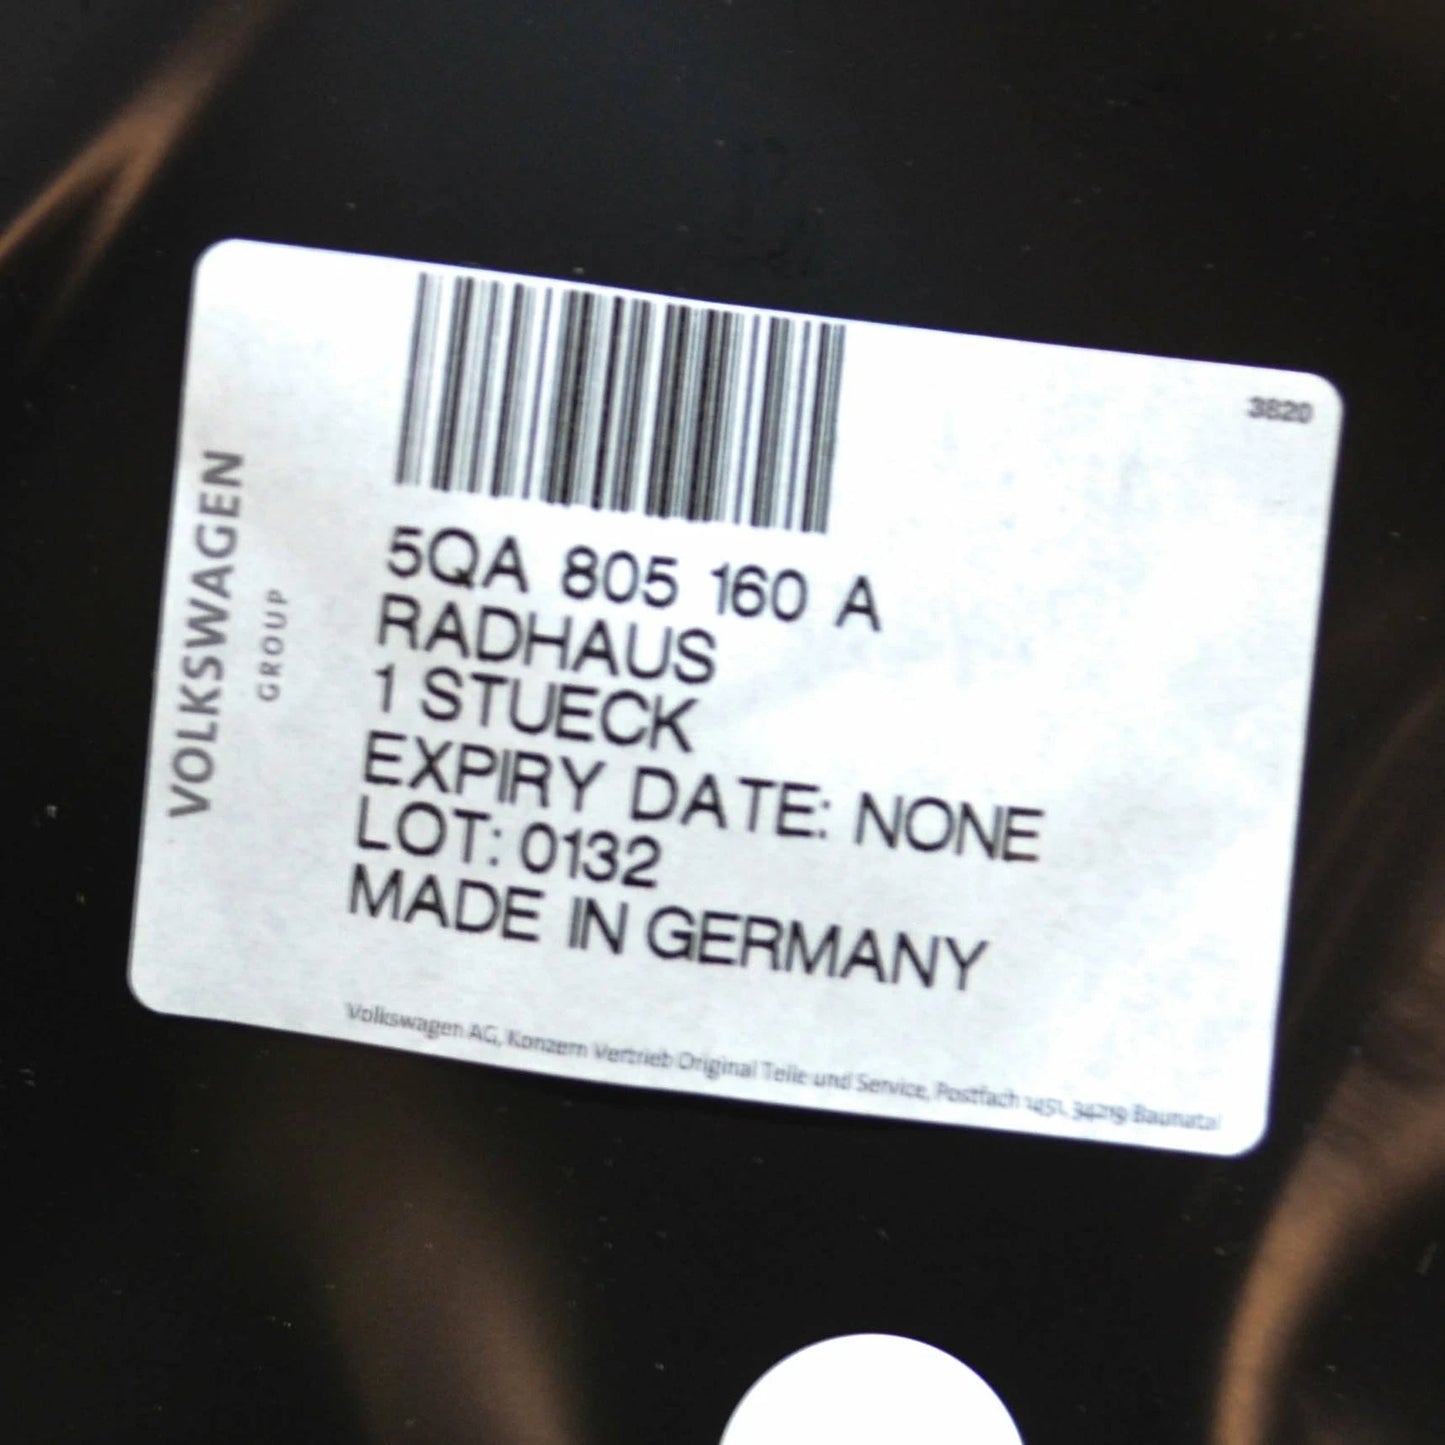 3820
5QA 805 160 A
RADHAUS
1 STUECK
EXPIRY DATE: NONE
LOT: 0132
MADE IN GERMANY
VOLKSWAGEN
GROUP
Volkswagen AG, Konzern Vertrieb Original Teile und Service, Postfach 1451, 34219 Baunatal